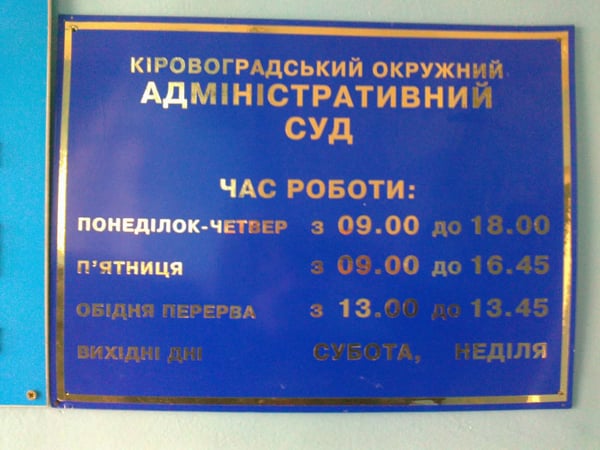 КІРОВОГРАДСЬКИЙ ОКРУЖНИЙ
АДМІНІСТРАТИВНИЙ
СУД
ЧАС РОБОТИ:
ПОНЕДІЛОК-ЧЕТВЕР З 09.00 ДО 18.00
П'ЯТНИЦЯ З 09.00 ДО 16.45
ОБІДНЯ ПЕРЕРВА З 13.00 ДО 13.45
ВИХІДНІ ДНІ СУБОТА, НЕДІЛЯ